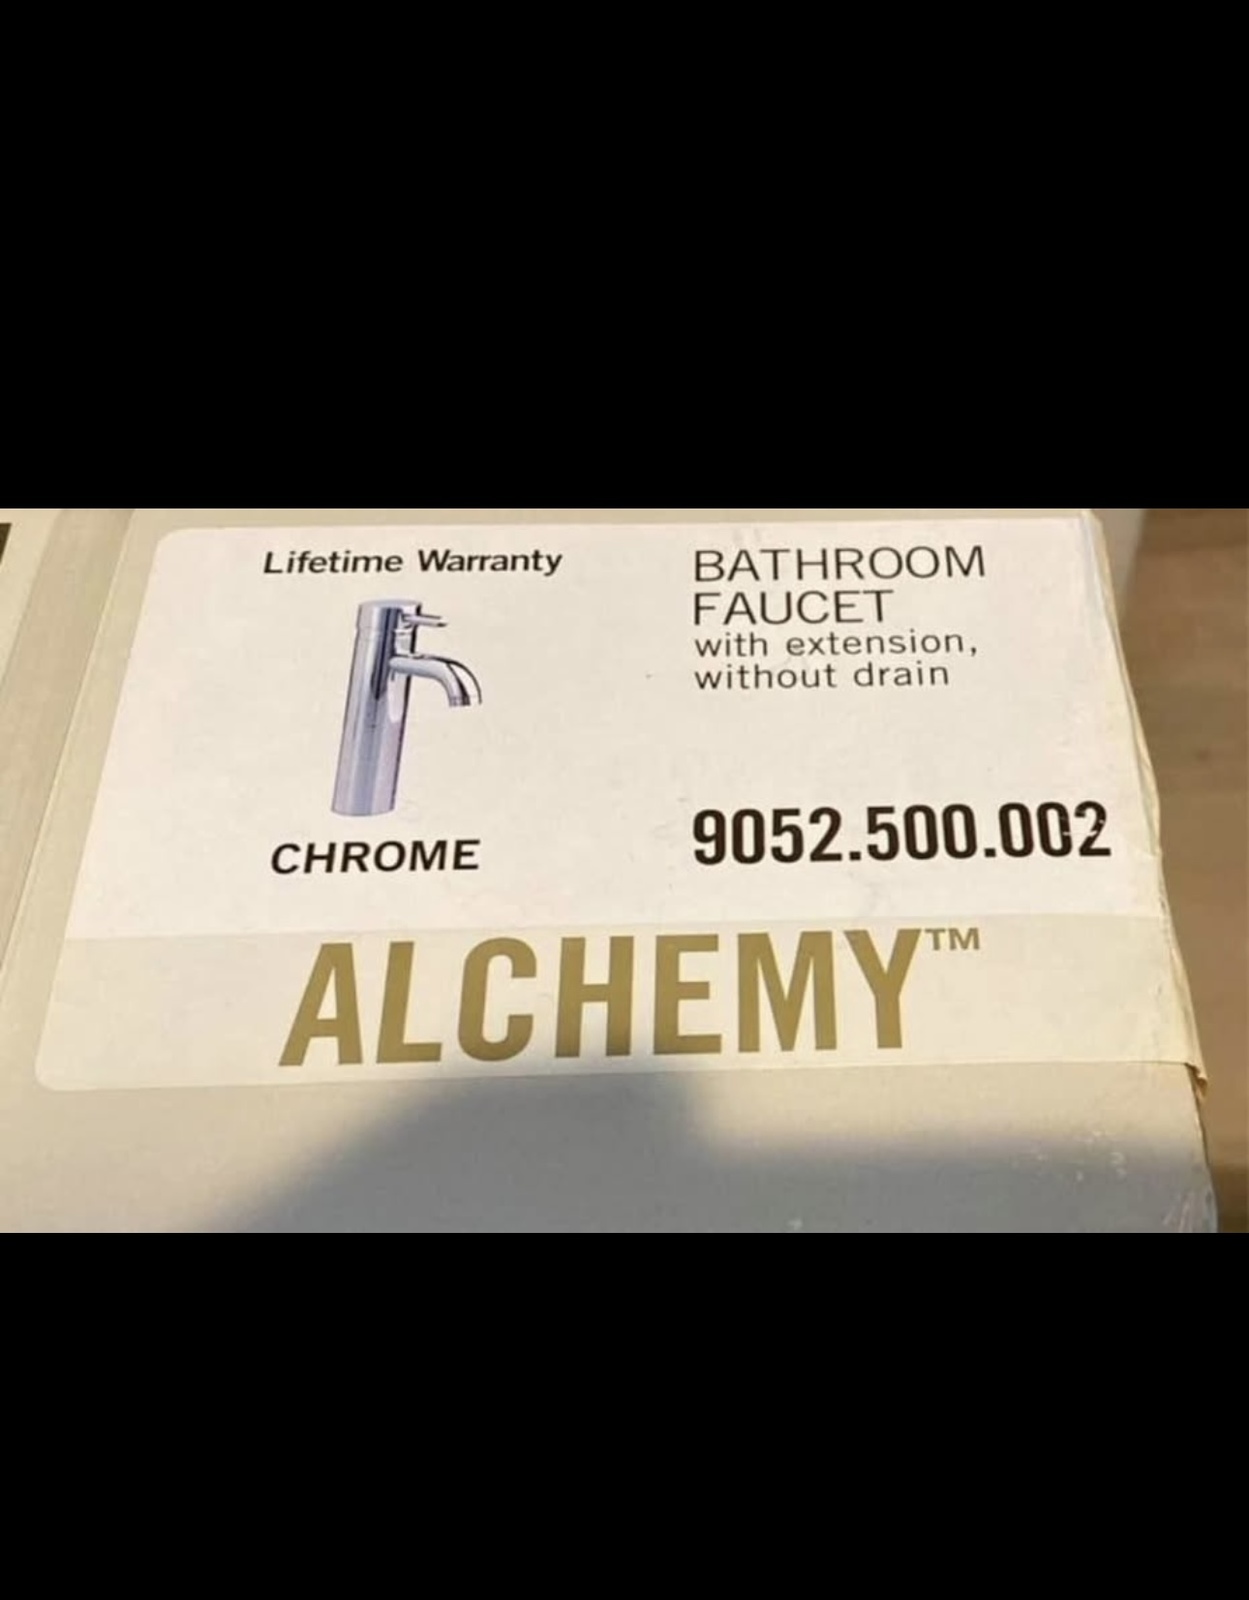 Lifetime Warranty
CHROME
BATHROOM
FAUCET
with extension,
without drain
9052.500.002
ALCHEMY™